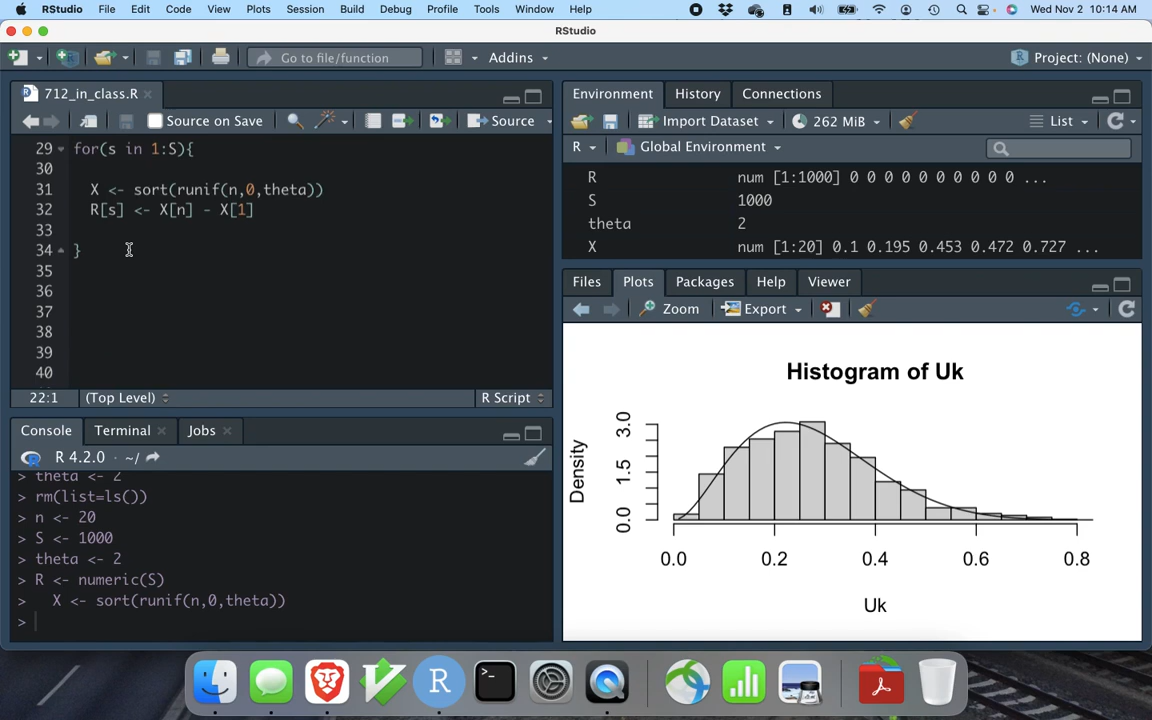 RStudio File Edit Code View Plots Session Build Debug Profile Tools Window Help Wed Nov 2 10:14 AM
RStudio
Go to file/function Addins Project: (None)
712_in_class.R
Source on Save Source
29 for(s in 1:S){
30
31 X <- sort(runif(n,0,theta))
32 R[s] <- X[n] - X[1]
33
34 }
35
36
37
38
39
40
22:1 (Top Level) R Script
Console Terminal Jobs
R 4.2.0 · ~/
> theta <- 2
> rm(list=ls())
> n <- 20
> S <- 1000
> theta <- 2
> R <- numeric(S)
> X <- sort(runif(n,0,theta))
>
Environment History Connections
Import Dataset 262 MiB List
R Global Environment
R num [1:1000] 0 0 0 0 0 0 0 0 0 0 ...
S 1000
theta 2
X num [1:20] 0.1 0.195 0.453 0.472 0.727 ...
Files Plots Packages Help Viewer
Zoom Export
Histogram of Uk
Density
3.0
1.5
0.0
0.0 0.2 0.4 0.6 0.8
Uk